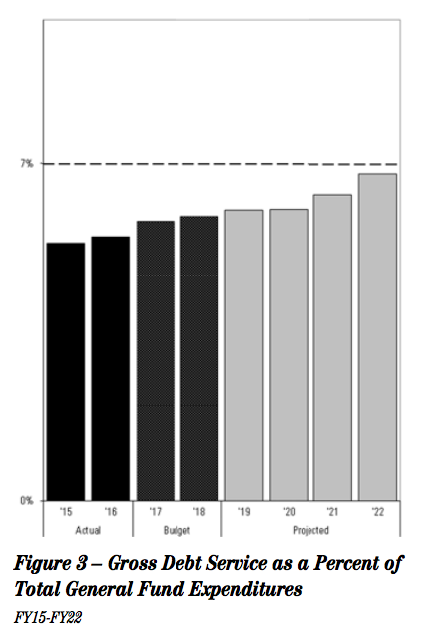 7%
0%
'15 '16 '17 '18 '19 '20 '21 '22
Actual Budget Projected
Figure 3 – Gross Debt Service as a Percent of
Total General Fund Expenditures
FY15-FY22